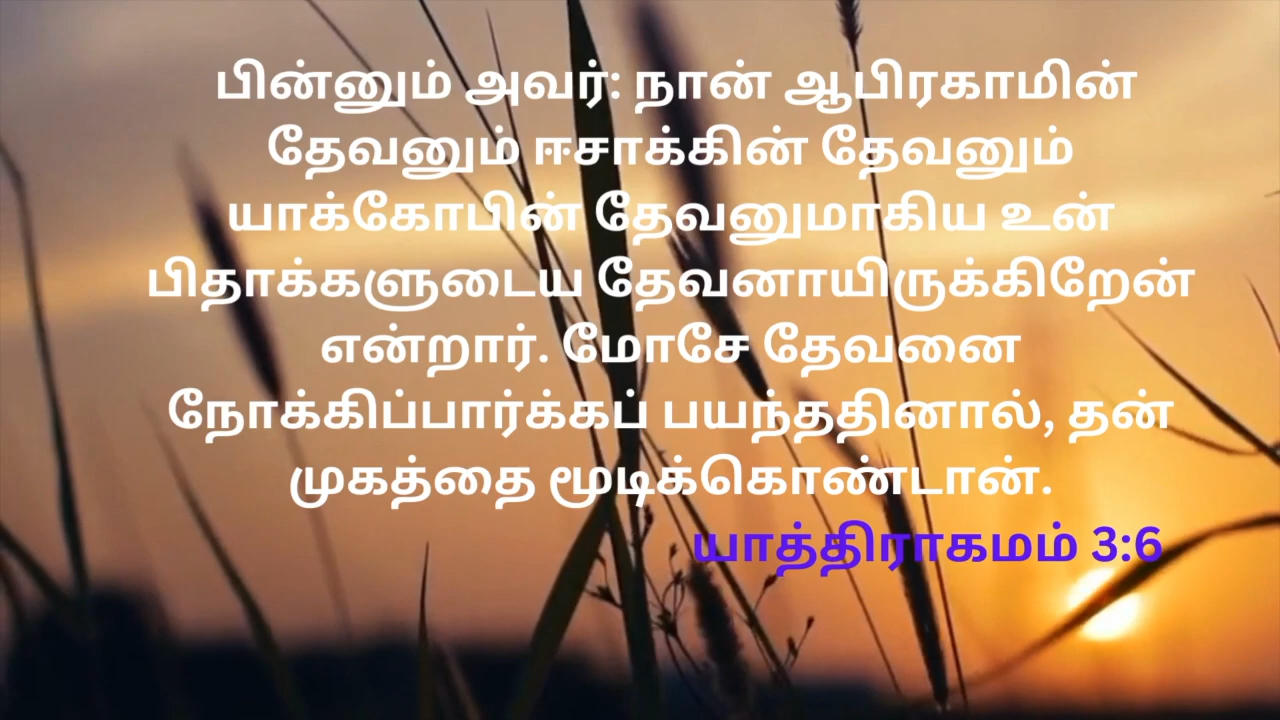 பின்னும் அவர்: நான் ஆபிரகாமின்
தேவனும் ஈசாக்கின் தேவனும்
யாக்கோபின் தேவனுமாகிய உன்
பிதாக்களுடைய தேவனாயிருக்கிறேன்
என்றார். மோசே தேவனை
நோக்கிப்பார்க்கப் பயந்ததினால், தன்
முகத்தை மூடிக்கொண்டான்.
யாத்திராகமம் 3:6